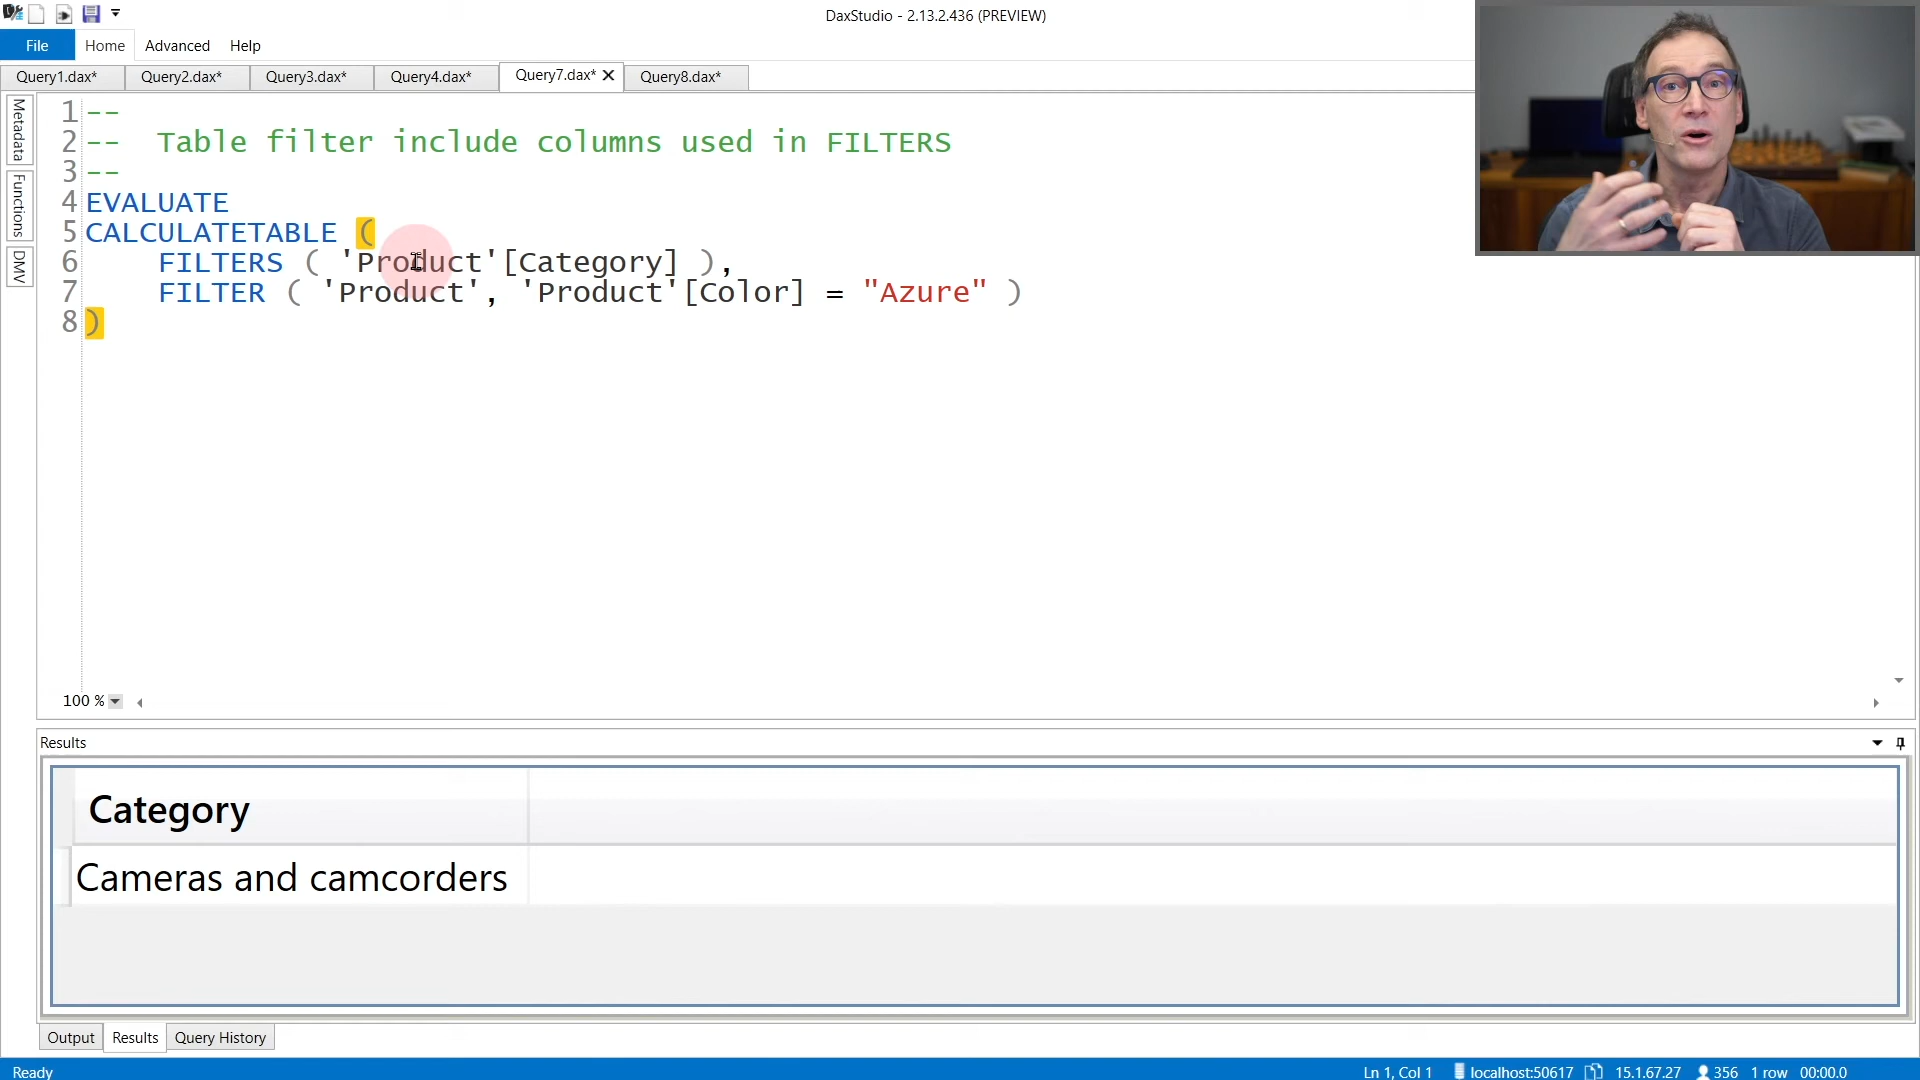 DaxStudio - 2.13.2.436 (PREVIEW)
File Home Advanced Help
Query1.dax* Query2.dax* Query3.dax* Query4.dax* Query7.dax* Query8.dax*
Metadata
Functions
DMV
1 --
2 -- Table filter include columns used in FILTERS
3 --
4 EVALUATE
5 CALCULATETABLE (
6 FILTERS ( 'Product'[Category] ),
7 FILTER ( 'Product', 'Product'[Color] = "Azure" )
8 )
100 %
Results
Category
Cameras and camcorders
Output Results Query History
Ready Ln 1, Col 1 localhost:50617 15.1.67.27 356 1 row 00:00.0